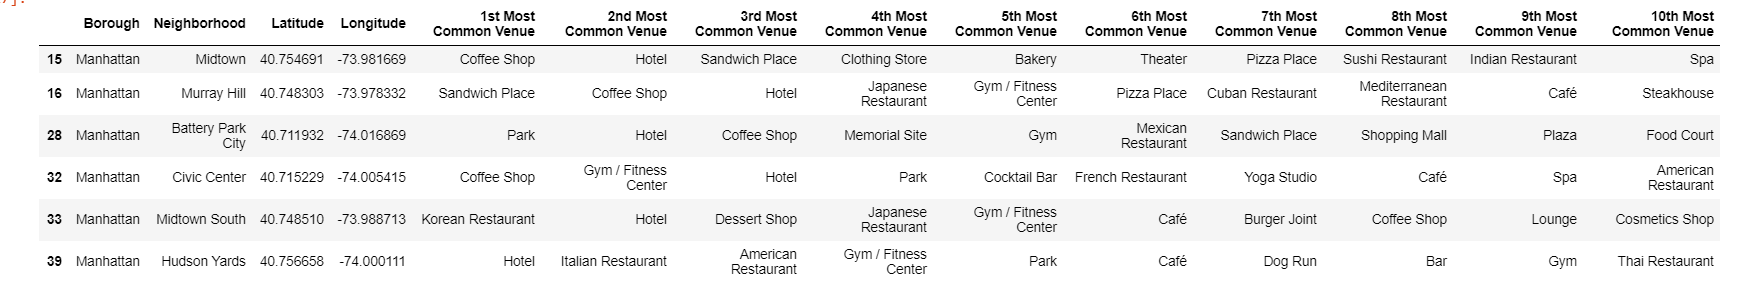 7]:
Borough Neighborhood Latitude Longitude 1st Most Common Venue 2nd Most Common Venue 3rd Most Common Venue 4th Most Common Venue 5th Most Common Venue 6th Most Common Venue 7th Most Common Venue 8th Most Common Venue 9th Most Common Venue 10th Most Common Venue
15 Manhattan Midtown 40.754691 -73.981669 Coffee Shop Hotel Sandwich Place Clothing Store Bakery Theater Pizza Place Sushi Restaurant Indian Restaurant Spa
16 Manhattan Murray Hill 40.748303 -73.978332 Sandwich Place Coffee Shop Hotel Japanese Restaurant Gym / Fitness Center Pizza Place Cuban Restaurant Mediterranean Restaurant Café Steakhouse
28 Manhattan Battery Park City 40.711932 -74.016869 Park Hotel Coffee Shop Memorial Site Gym Mexican Restaurant Sandwich Place Shopping Mall Plaza Food Court
32 Manhattan Civic Center 40.715229 -74.005415 Coffee Shop Gym / Fitness Center Hotel Park Cocktail Bar French Restaurant Yoga Studio Café Spa American Restaurant
33 Manhattan Midtown South 40.748510 -73.988713 Korean Restaurant Hotel Dessert Shop Japanese Restaurant Gym / Fitness Center Café Burger Joint Coffee Shop Lounge Cosmetics Shop
39 Manhattan Hudson Yards 40.756658 -74.000111 Hotel Italian Restaurant American Restaurant Gym / Fitness Center Park Café Dog Run Bar Gym Thai Restaurant